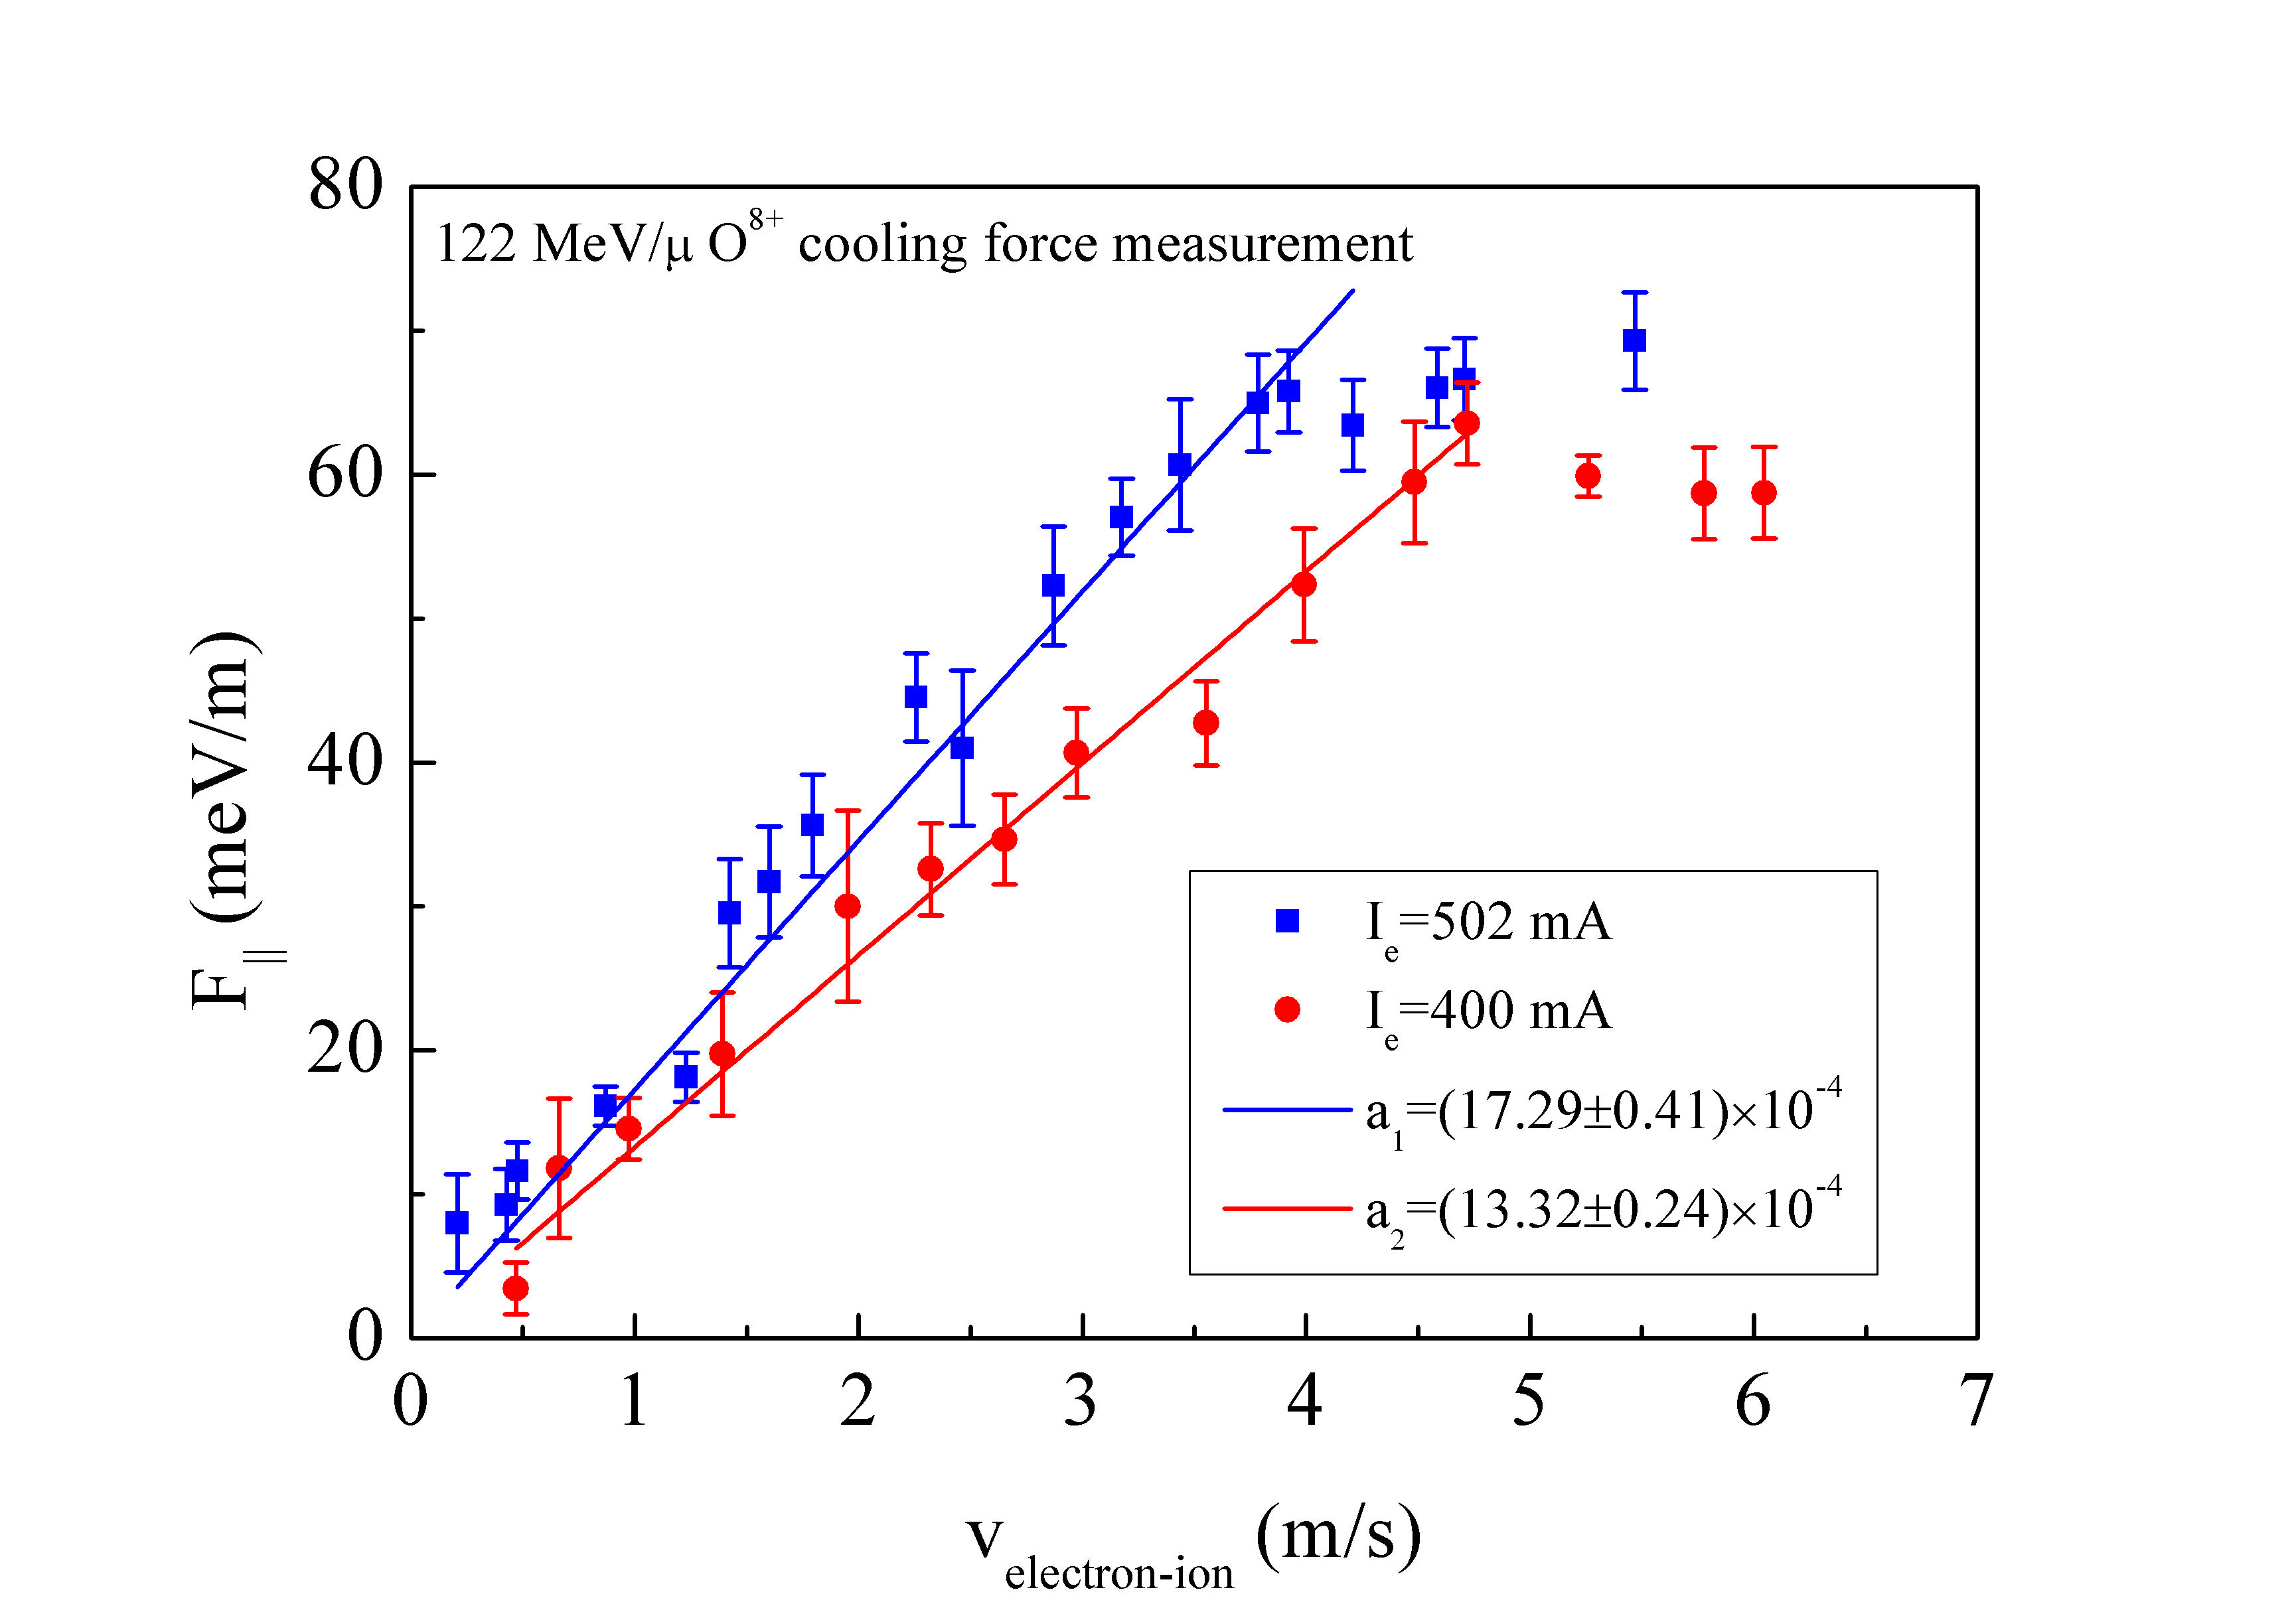 122 MeV/μ O⁸⁺ cooling force measurement
80
60
40
20
0
F∥ (meV/m)
Iₑ=502 mA
Iₑ=400 mA
a₁=(17.29±0.41)×10⁻⁴
a₂=(13.32±0.24)×10⁻⁴
0 1 2 3 4 5 6 7
v_electron-ion (m/s)